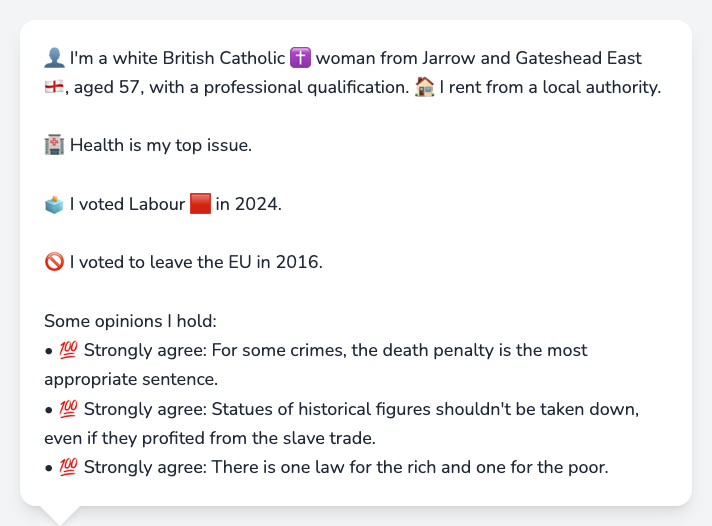 👤 I'm a white British Catholic ✝️ woman from Jarrow and Gateshead East
🏴󠁧󠁢󠁥󠁮󠁧󠁿, aged 57, with a professional qualification. 🏠 I rent from a local authority.
🏥 Health is my top issue.
🗳️ I voted Labour 🟥 in 2024.
🚫 I voted to leave the EU in 2016.
Some opinions I hold:
• 💯 Strongly agree: For some crimes, the death penalty is the most
appropriate sentence.
• 💯 Strongly agree: Statues of historical figures shouldn't be taken down,
even if they profited from the slave trade.
• 💯 Strongly agree: There is one law for the rich and one for the poor.